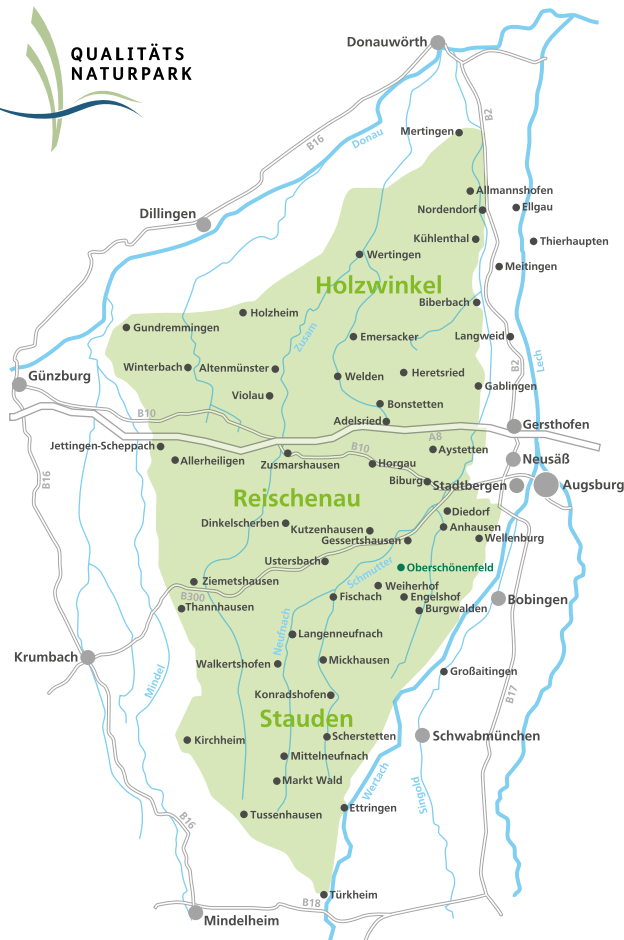 QUALITÄTS
NATURPARK
Donauwörth
B2
B16
Donau
Mertingen
Allmannshofen
Nordendorf
Ellgau
Dillingen
Kühlenthal
Thierhaupten
Wertingen
Meitingen
Holzwinkel
Biberbach
Holzheim
Gundremmingen
Zusam
Emersacker
Langweid
Lech
Winterbach
Altenmünster
B2
Günzburg
Welden
Heretsried
Gablingen
Violau
Bonstetten
B10
Adelsried
Gersthofen
A8
Jettingen-Scheppach
B10
Aystetten
Allerheiligen
Zusmarshausen
Horgau
Neusäß
B16
Biburg
Stadtbergen
Augsburg
Reischenau
Diedorf
Dinkelscherben
Kutzenhausen
Anhausen
Gessertshausen
Wellenburg
Ustersbach
Schmutter
Oberschönenfeld
Ziemetshausen
Weiherhof
B300
Fischach
Engelshof
Bobingen
Thannhausen
Burgwalden
Neufnach
Langenneufnach
Krumbach
Walkertshofen
Mickhausen
Großaitingen
Mindel
Konradshofen
B17
Stauden
Kirchheim
Scherstetten
Schwabmünchen
Mittelneufnach
Markt Wald
Wertach
Singold
Ettringen
Tussenhausen
B16
Türkheim
B18
Mindelheim